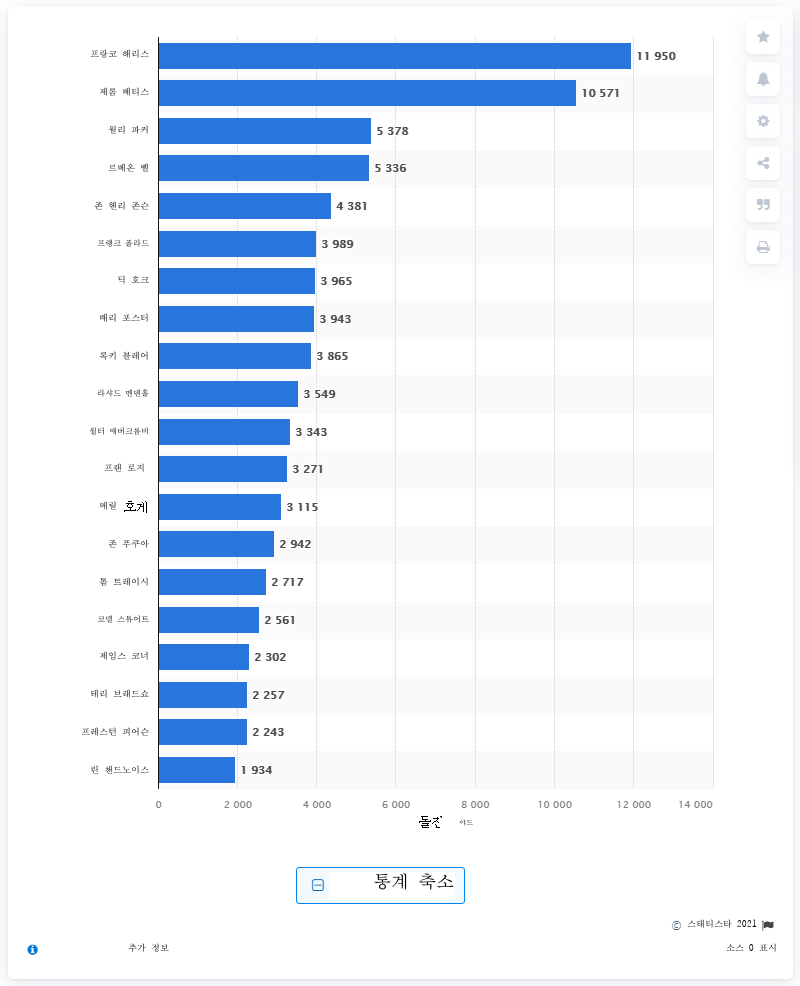 프랑코 해리스 11 950
제롬 베티스 10 571
윌리 파커 5 378
르베온 벨 5 336
존 헨리 존슨 4 381
프랭크 폴라드 3 989
딕 호크 3 965
배리 포스터 3 943
록키 블레어 3 865
라샤드 멘덴홀 3 549
월터 애버크롬비 3 343
프랜 로지 3 271
메릴 호게 3 115
존 푸쿠아 2 942
톰 트레이시 2 717
코델 스튜어트 2 561
제임스 코너 2 302
테리 브래드쇼 2 257
프레스턴 피어슨 2 243
린 챈드노이스 1 934
0 2 000 4 000 6 000 8 000 10 000 12 000 14 000
돌진 야드
통계 축소
© 스태티스타 2021
추가 정보 소스 0 표시